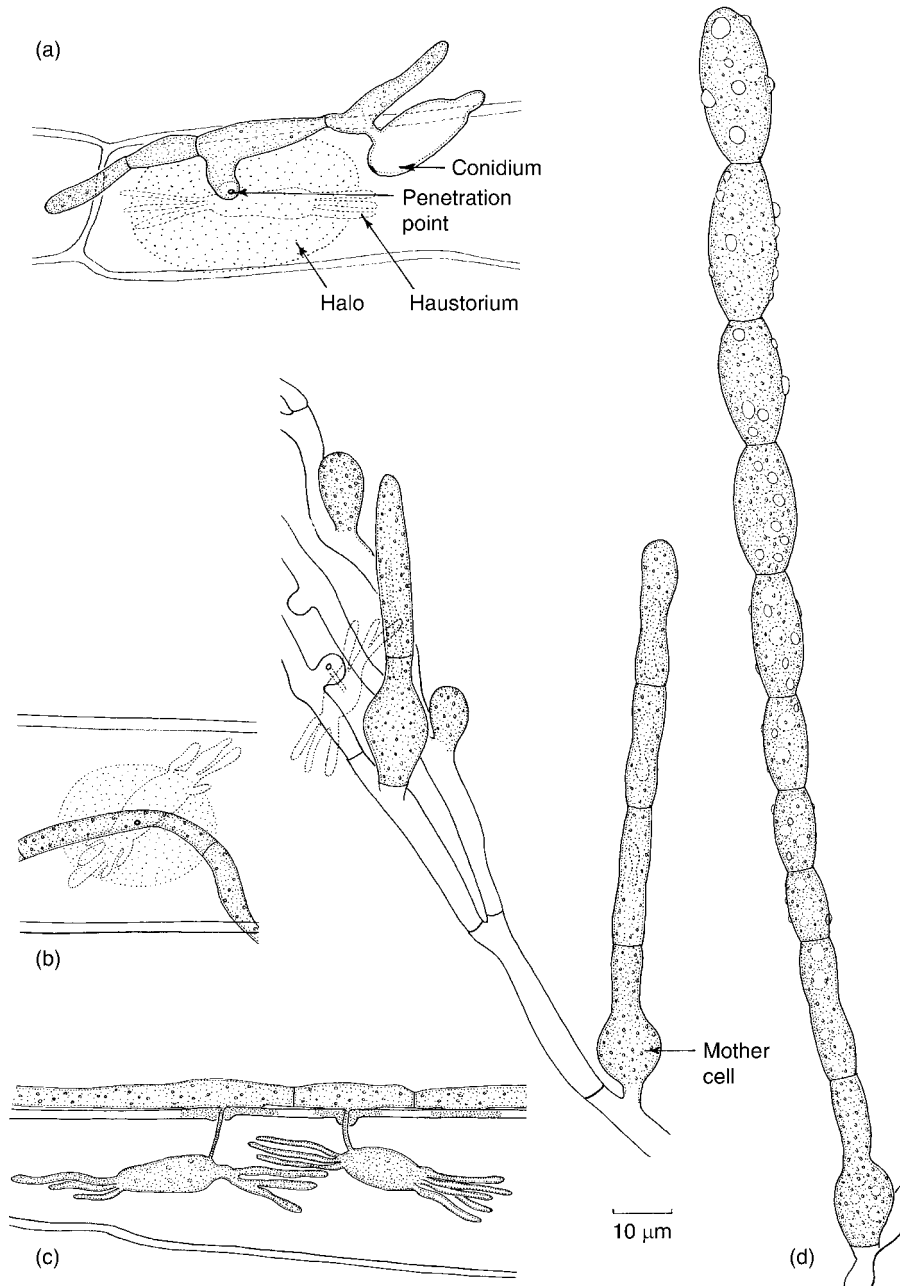 (a)
Conidium
Penetration
point
Halo
Haustorium
(b)
Mother
cell
(c)
10 µm
(d)